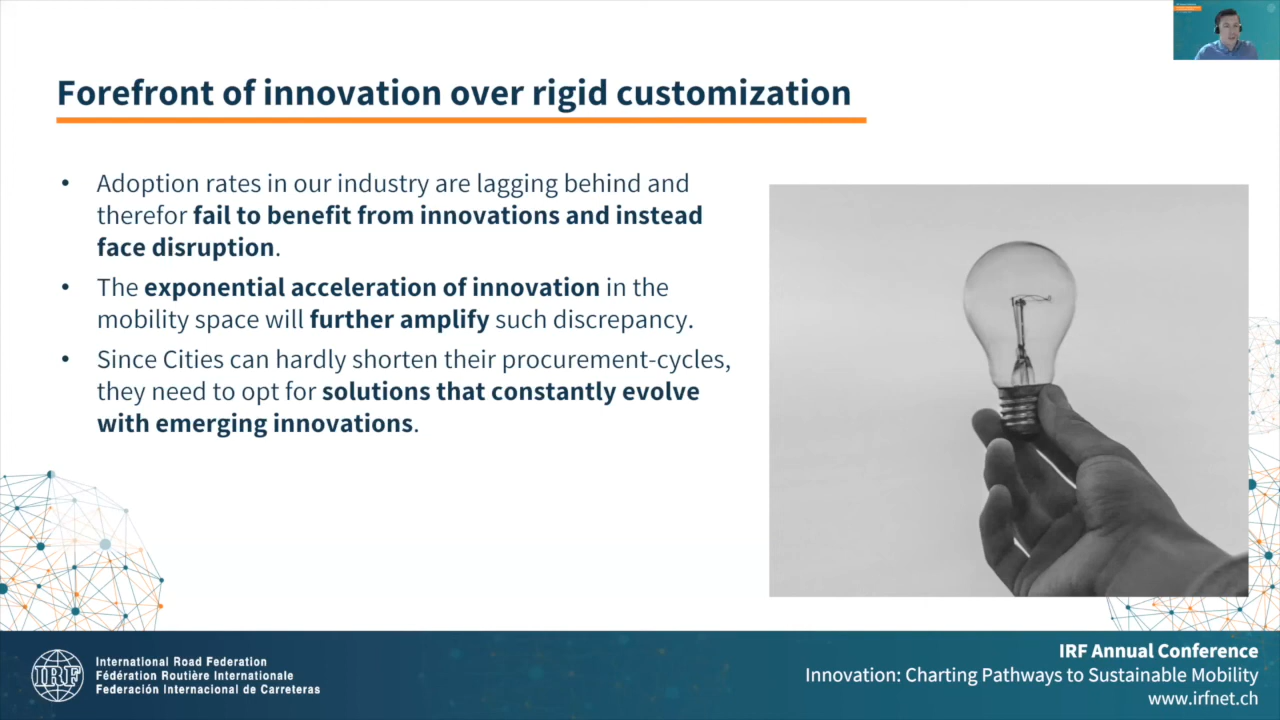 Forefront of innovation over rigid customization
• Adoption rates in our industry are lagging behind and
therefor fail to benefit from innovations and instead
face disruption.
• The exponential acceleration of innovation in the
mobility space will further amplify such discrepancy.
• Since Cities can hardly shorten their procurement-cycles,
they need to opt for solutions that constantly evolve
with emerging innovations.
IRF
International Road Federation
Fédération Routière Internationale
Federación Internacional de Carreteras
IRF Annual Conference
Innovation: Charting Pathways to Sustainable Mobility
www.irfnet.ch